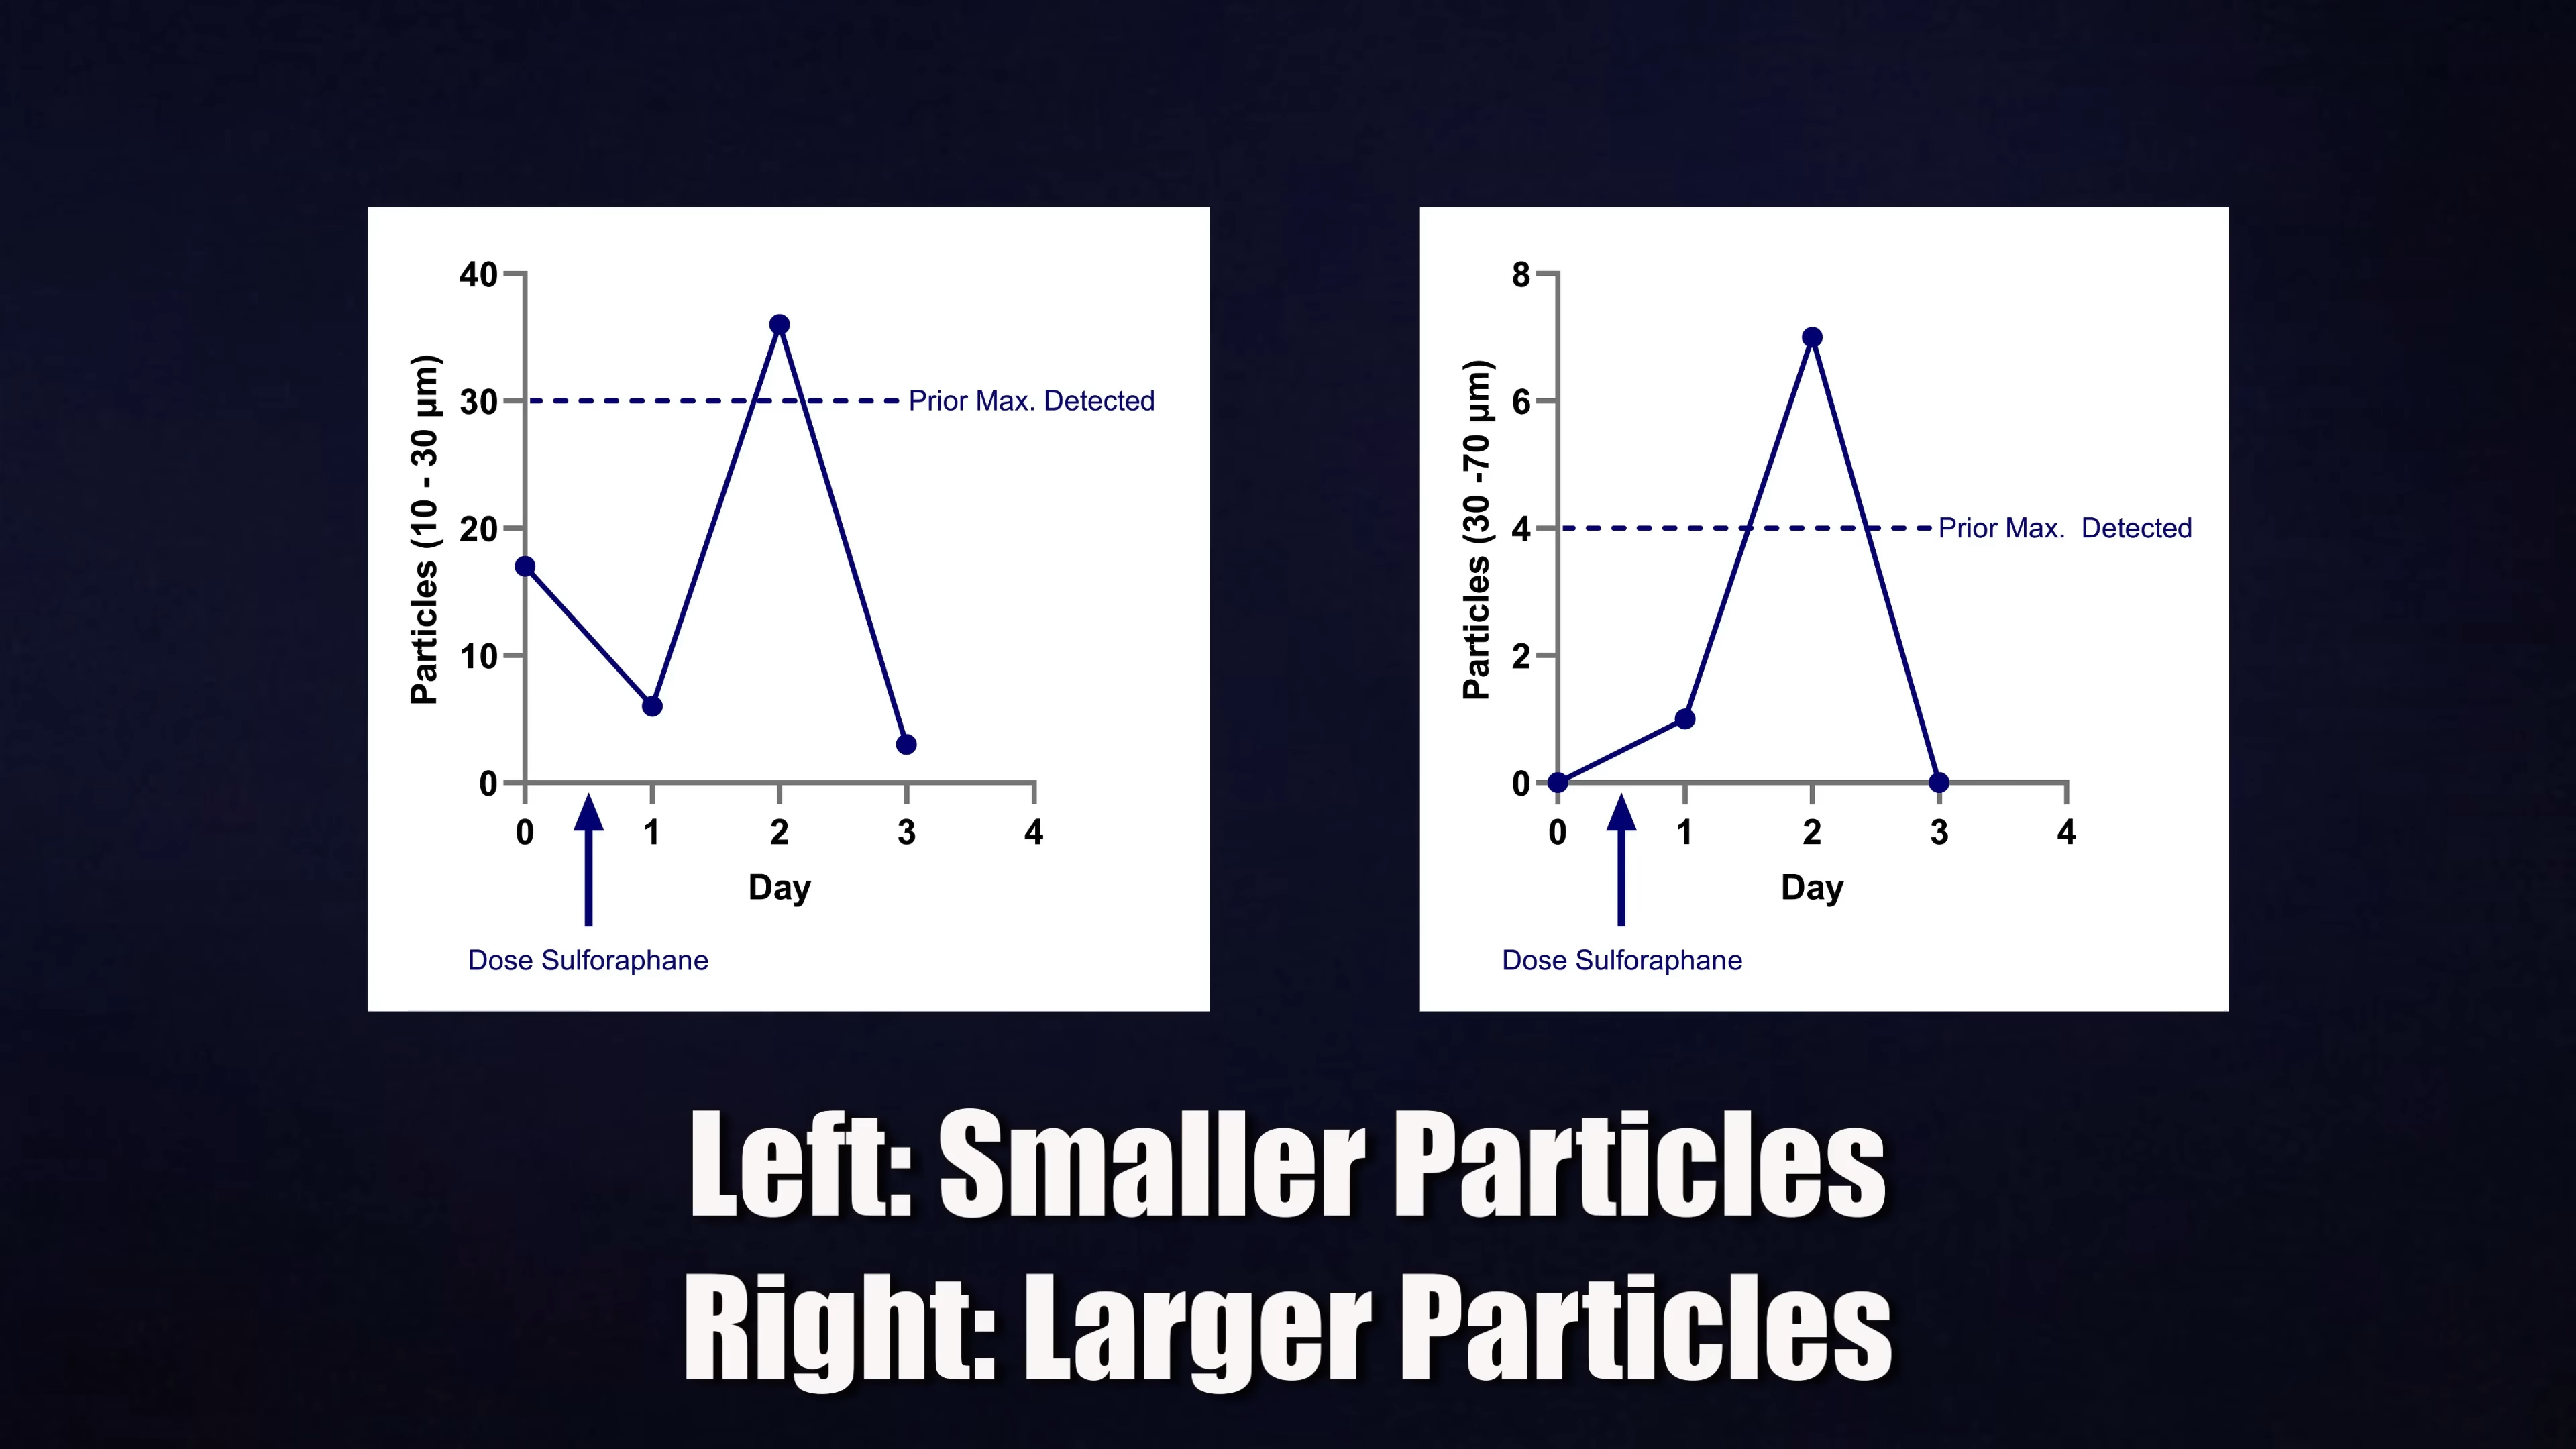 40
30
20
10
0
Particles (10 - 30 µm)
Prior Max. Detected
0 1 2 3 4
Day
Dose Sulforaphane
8
6
4
2
0
Particles (30 -70 µm)
Prior Max.  Detected
0 1 2 3 4
Day
Dose Sulforaphane
Left: Smaller Particles
Right: Larger Particles